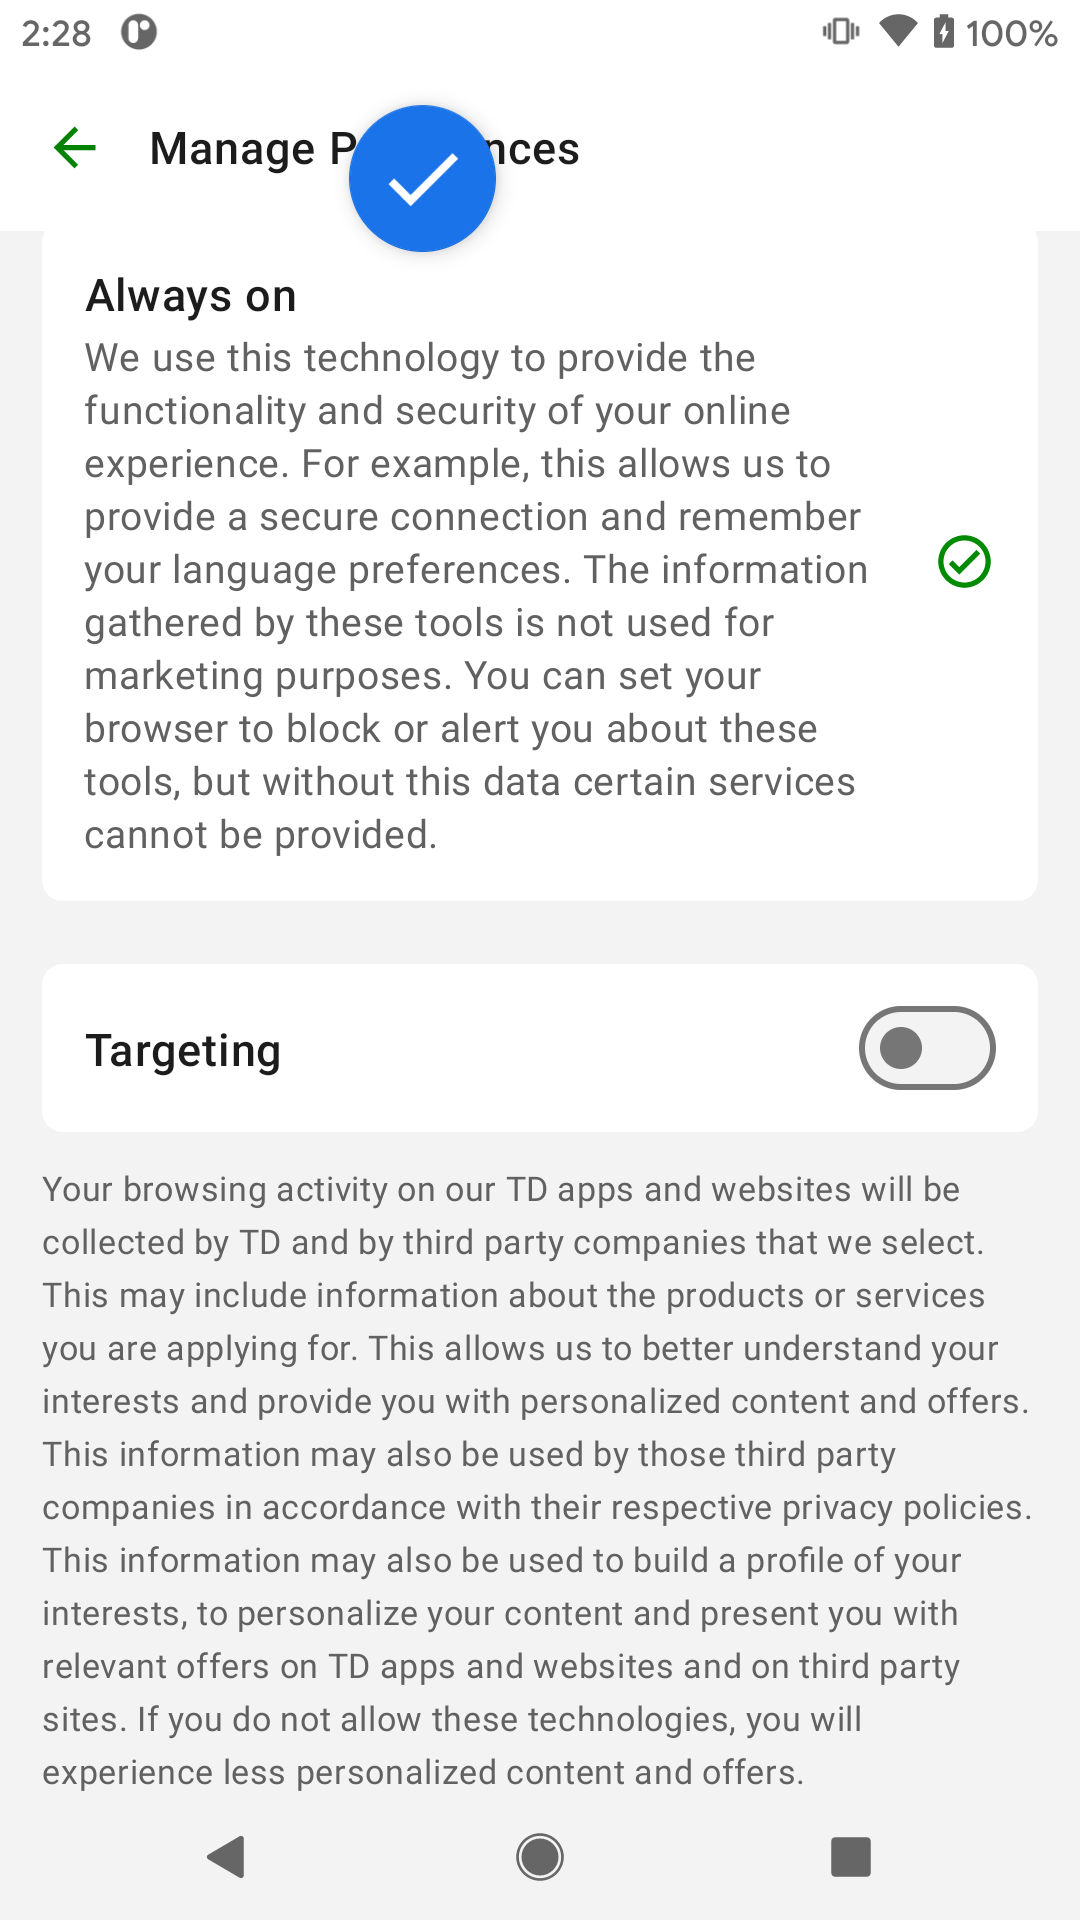 2:28
100%
Manage P nces
Always on
We use this technology to provide the
functionality and security of your online
experience. For example, this allows us to
provide a secure connection and remember
your language preferences. The information
gathered by these tools is not used for
marketing purposes. You can set your
browser to block or alert you about these
tools, but without this data certain services
cannot be provided.
Targeting
Your browsing activity on our TD apps and websites will be
collected by TD and by third party companies that we select.
This may include information about the products or services
you are applying for. This allows us to better understand your
interests and provide you with personalized content and offers.
This information may also be used by those third party
companies in accordance with their respective privacy policies.
This information may also be used to build a profile of your
interests, to personalize your content and present you with
relevant offers on TD apps and websites and on third party
sites. If you do not allow these technologies, you will
experience less personalized content and offers.